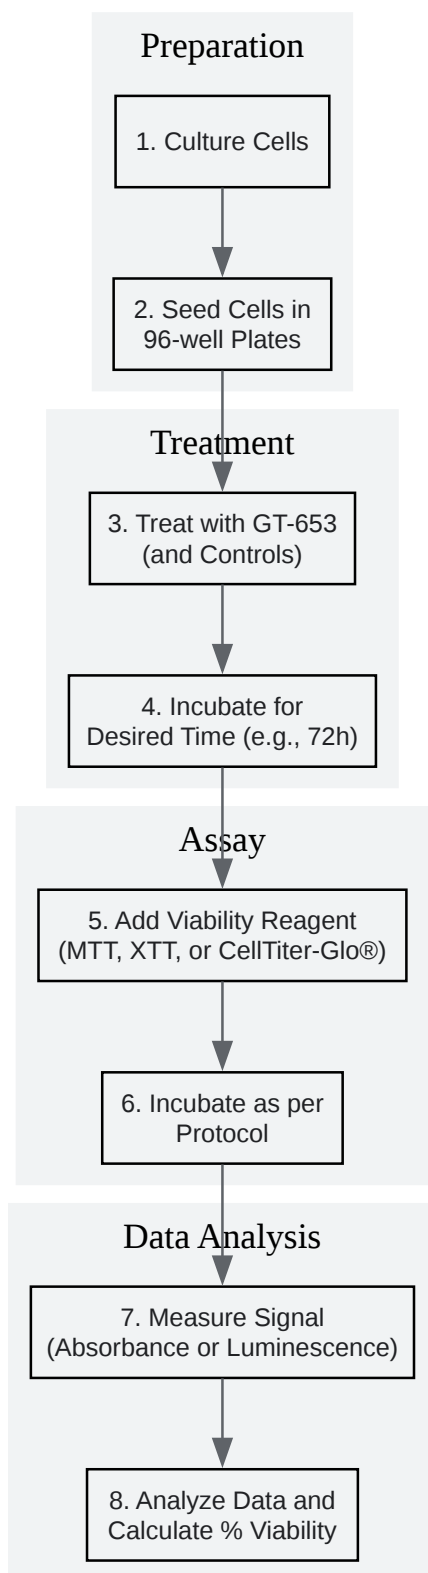 Preparation
1. Culture Cells
2. Seed Cells in
96-well Plates
Treatment
3. Treat with GT-653
(and Controls)
4. Incubate for
Desired Time (e.g., 72h)
Assay
5. Add Viability Reagent
(MTT, XTT, or CellTiter-Glo®)
6. Incubate as per
Protocol
Data Analysis
7. Measure Signal
(Absorbance or Luminescence)
8. Analyze Data and
Calculate % Viability